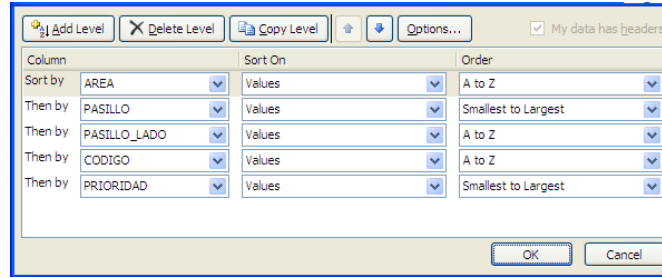 Add Level Delete Level Copy Level Options... My data has headers
Column Sort On Order
Sort by AREA Values A to Z
Then by PASILLO Values Smallest to Largest
Then by PASILLO_LADO Values A to Z
Then by CODIGO Values A to Z
Then by PRIORIDAD Values Smallest to Largest
OK Cancel